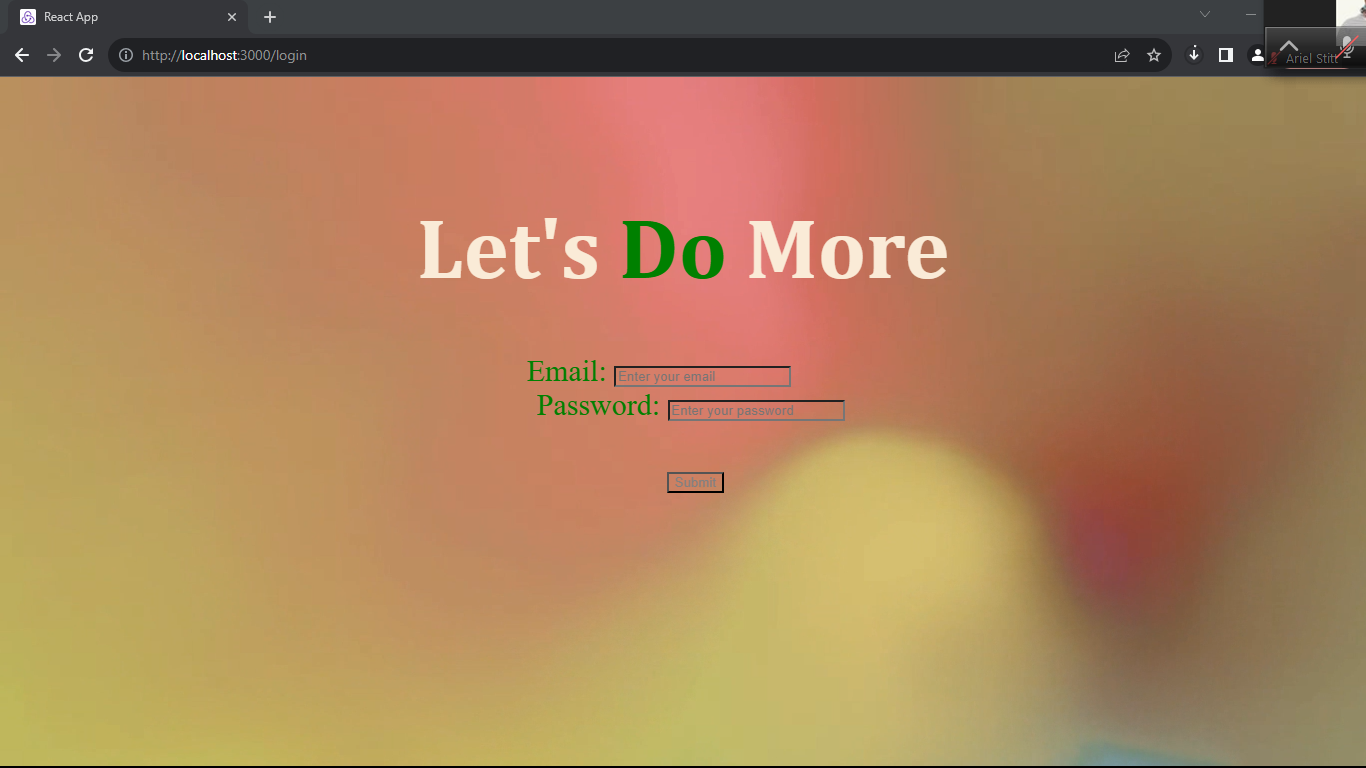 React App
http://localhost:3000/login
Ariel Stitt
Let's Do More
Email: Enter your email
Password: Enter your password
Submit